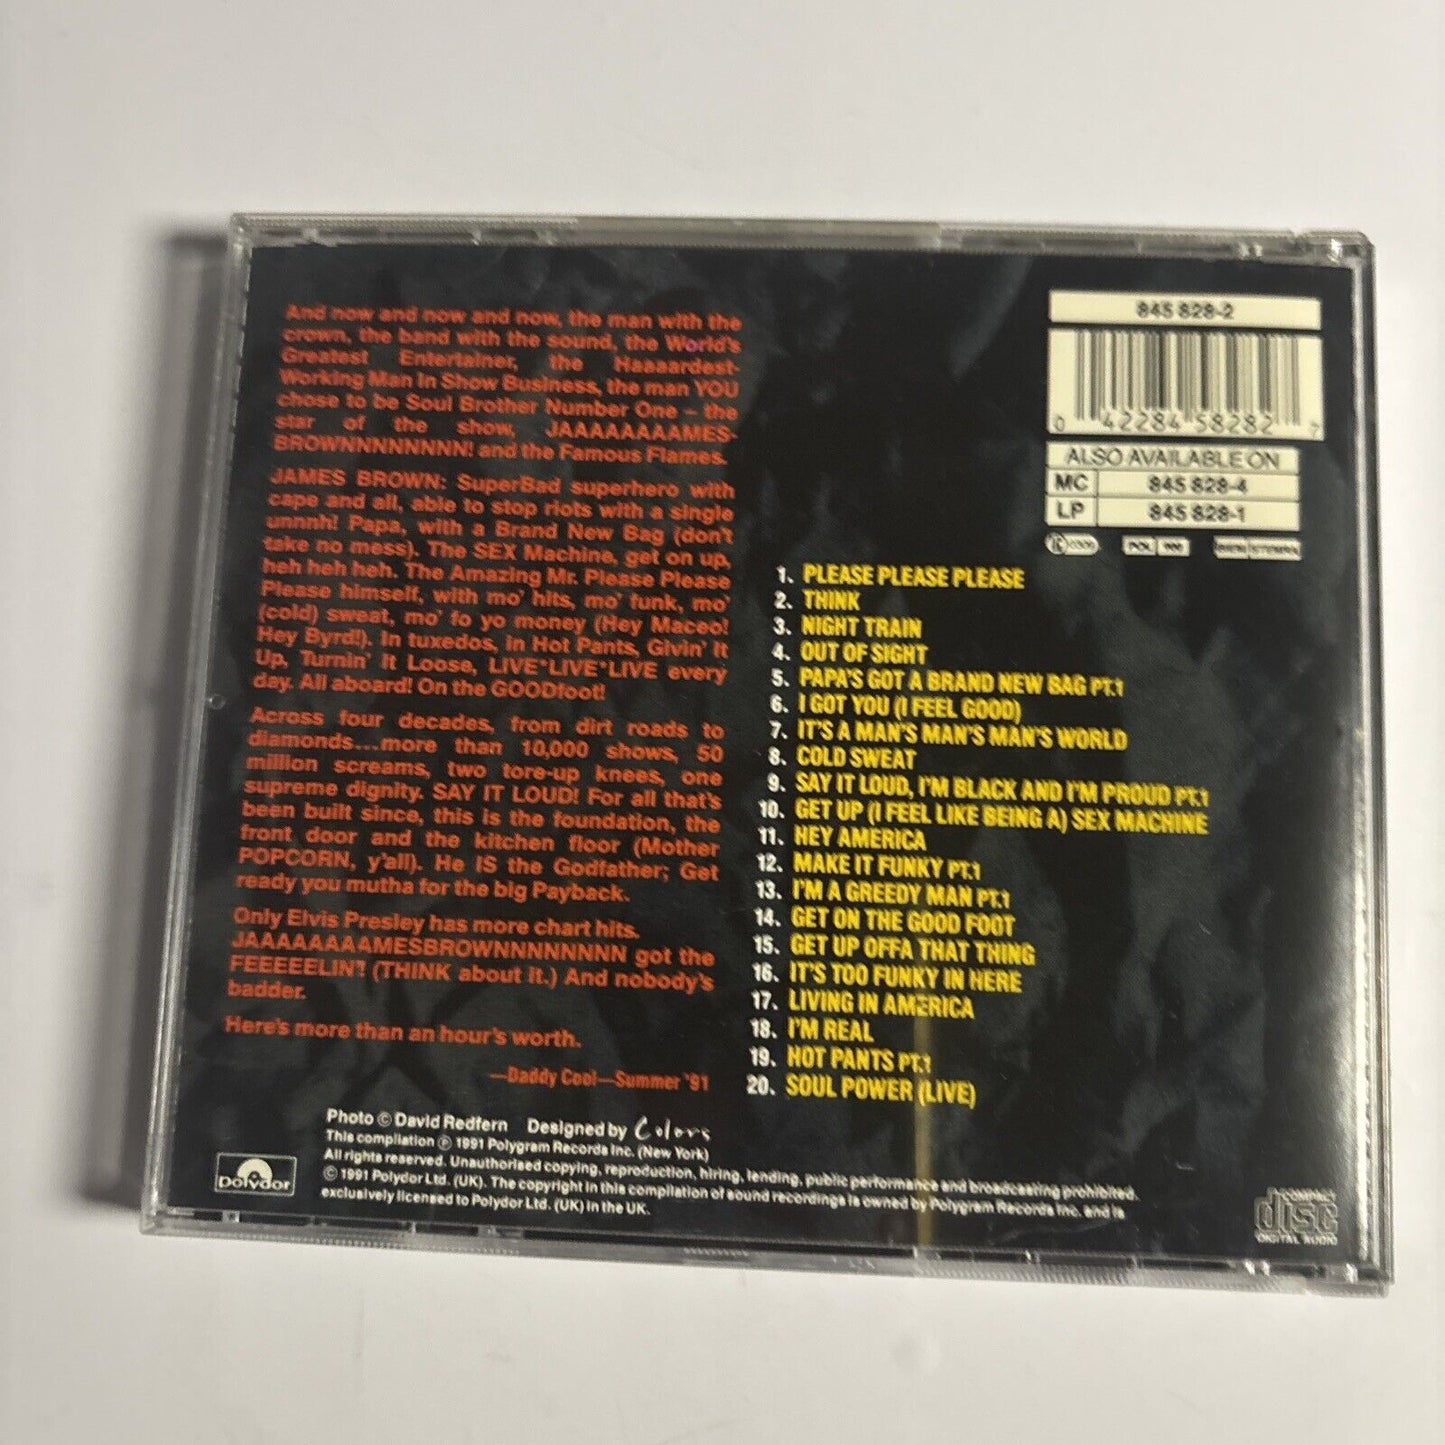 And now and now and now, the man with the
crown, the band with the sound, the World's
Greatest Entertainer, the Haaaardest-
Working Man In Show Business, the man YOU
chose to be Soul Brother Number One – the
star of the show, JAAAAAAAAMES-
BROWNNNNNNNNN! and the Famous Flames.
JAMES BROWN: SuperBad superhero with
cape and all, able to stop riots with a single
unnnh! Papa, with a Brand New Bag (don't
take no mess). The SEX Machine, get on up,
heh heh heh. The Amazing Mr. Please Please
Please himself, with mo' hits, mo' funk, mo'
(cold) sweat, mo' fo yo money (Hey Maceo!
Hey Byrd!). In tuxedos, in Hot Pants, Givin' It
Up, Turnin' It Loose, LIVE*LIVE*LIVE every
day. All aboard! On the GOODfoot!
Across four decades, from dirt roads to
diamonds...more than 10,000 shows, 50
million screams, two tore-up knees, one
supreme dignity. SAY IT LOUD! For all that's
been built since, this is the foundation, the
front door and the kitchen floor (Mother
POPCORN, y'all). He IS the Godfather; Get
ready you mutha for the big Payback.
Only Elvis Presley has more chart hits.
JAAAAAAAAMESBROWNNNNNNNNN got the
FEEEEELIN'! (THINK about it.) And nobody's
badder.
Here's more than an hour's worth.
—Daddy Cool—Summer '91
845 828-2
0 42284 58282 7
ALSO AVAILABLE ON
MC 845 828-4
LP 845 828-1
BIEM STEMRA
1. PLEASE PLEASE PLEASE
2. THINK
3. NIGHT TRAIN
4. OUT OF SIGHT
5. PAPA'S GOT A BRAND NEW BAG PT.1
6. I GOT YOU (I FEEL GOOD)
7. IT'S A MAN'S MAN'S MAN'S WORLD
8. COLD SWEAT
9. SAY IT LOUD, I'M BLACK AND I'M PROUD PT.1
10. GET UP (I FEEL LIKE BEING A) SEX MACHINE
11. HEY AMERICA
12. MAKE IT FUNKY PT.1
13. I'M A GREEDY MAN PT.1
14. GET ON THE GOOD FOOT
15. GET UP OFFA THAT THING
16. IT'S TOO FUNKY IN HERE
17. LIVING IN AMERICA
18. I'M REAL
19. HOT PANTS PT.1
20. SOUL POWER (LIVE)
Photo © David Redfern Designed by Colors
This compilation ℗ 1991 Polygram Records Inc. (New York)
All rights reserved. Unauthorised copying, reproduction, hiring, lending, public performance and broadcasting prohibited.
© 1991 Polydor Ltd. (UK). The copyright in this compilation of sound recordings is owned by Polygram Records Inc. and is
exclusively licensed to Polydor Ltd. (UK) in the UK.
Polydor
COMPACT
disc
DIGITAL AUDIO